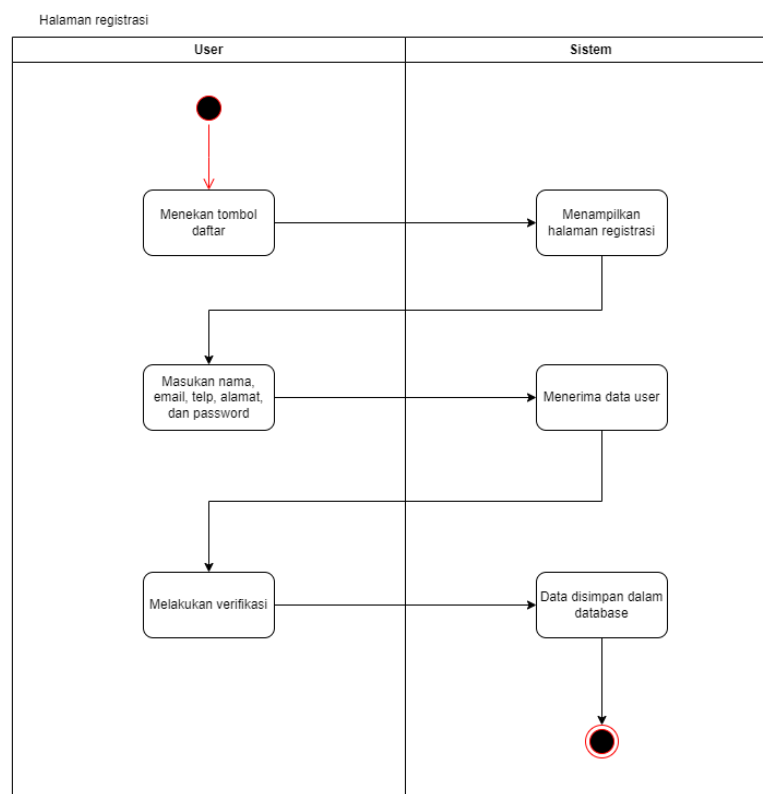 Halaman registrasi
User
Sistem
Menekan tombol
daftar
Menampilkan
halaman registrasi
Masukan nama,
email, telp, alamat,
dan password
Menerima data user
Melakukan verifikasi
Data disimpan dalam
database